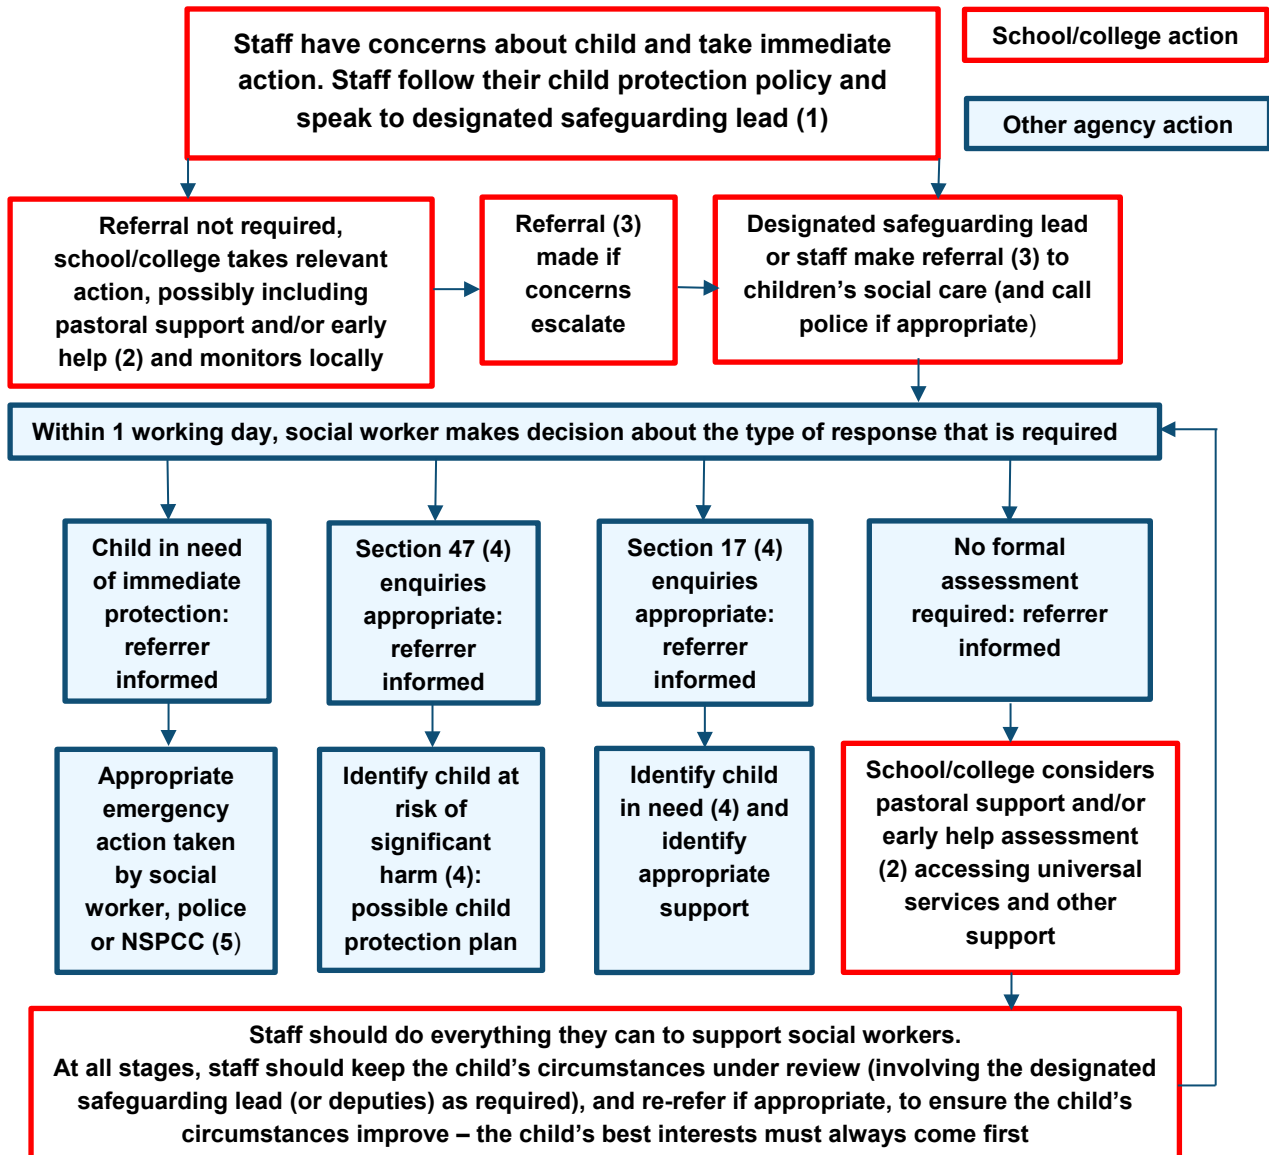 Staff have concerns about child and take immediate
action. Staff follow their child protection policy and
speak to designated safeguarding lead (1)
School/college action
Other agency action
Referral not required,
school/college takes relevant
action, possibly including
pastoral support and/or early
help (2) and monitors locally
Referral (3)
made if
concerns
escalate
Designated safeguarding lead
or staff make referral (3) to
children’s social care (and call
police if appropriate)
Within 1 working day, social worker makes decision about the type of response that is required
Child in need
of immediate
protection:
referrer
informed
Section 47 (4)
enquiries
appropriate:
referrer
informed
Section 17 (4)
enquiries
appropriate:
referrer
informed
No formal
assessment
required: referrer
informed
Appropriate
emergency
action taken
by social
worker, police
or NSPCC (5)
Identify child at
risk of
significant
harm (4):
possible child
protection plan
Identify child
in need (4) and
identify
appropriate
support
School/college considers
pastoral support and/or
early help assessment
(2) accessing universal
services and other
support
Staff should do everything they can to support social workers.
At all stages, staff should keep the child’s circumstances under review (involving the designated
safeguarding lead (or deputies) as required), and re-refer if appropriate, to ensure the child’s
circumstances improve – the child’s best interests must always come first